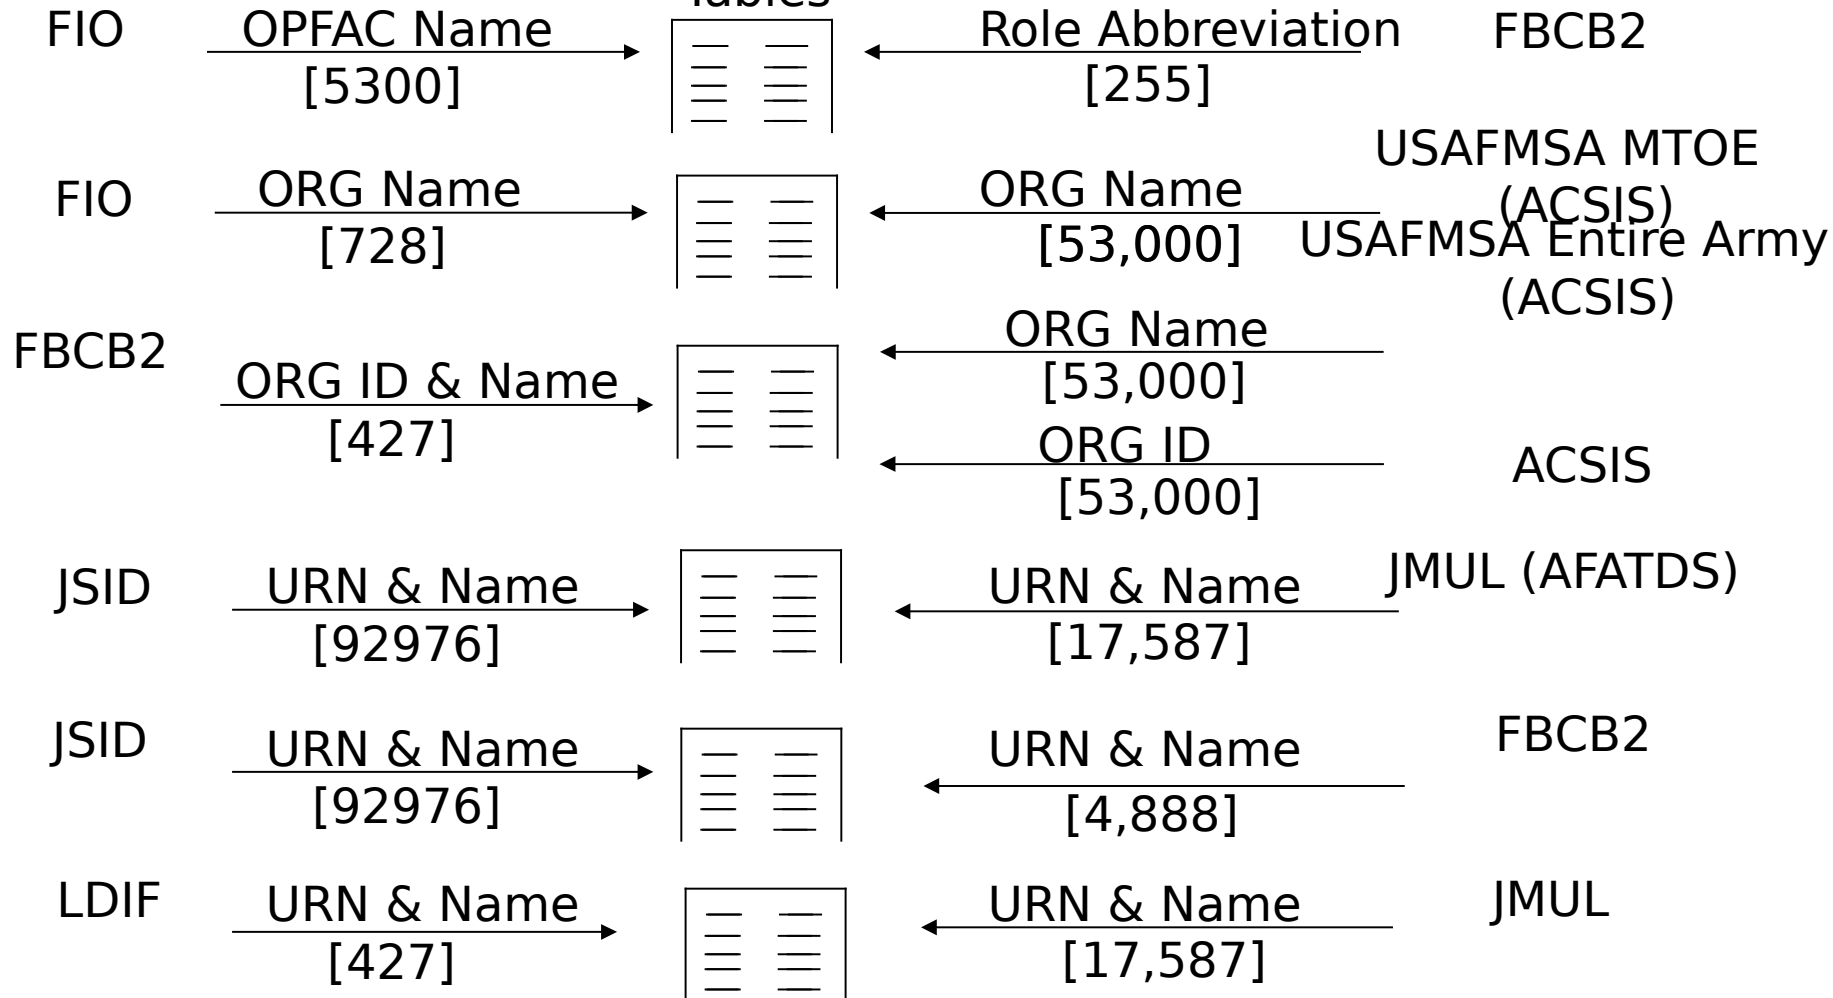 Tables
FIO
OPFAC Name
[5300]
Role Abbreviation
[255]
FBCB2
FIO
ORG Name
[728]
ORG Name
[53,000]
USAFMSA MTOE
(ACSIS)
USAFMSA Entire Army
(ACSIS)
FBCB2
ORG ID & Name
[427]
ORG Name
[53,000]
ORG ID
[53,000]
ACSIS
JSID
URN & Name
[92976]
URN & Name
[17,587]
JMUL (AFATDS)
JSID
URN & Name
[92976]
URN & Name
[4,888]
FBCB2
LDIF
URN & Name
[427]
URN & Name
[17,587]
JMUL